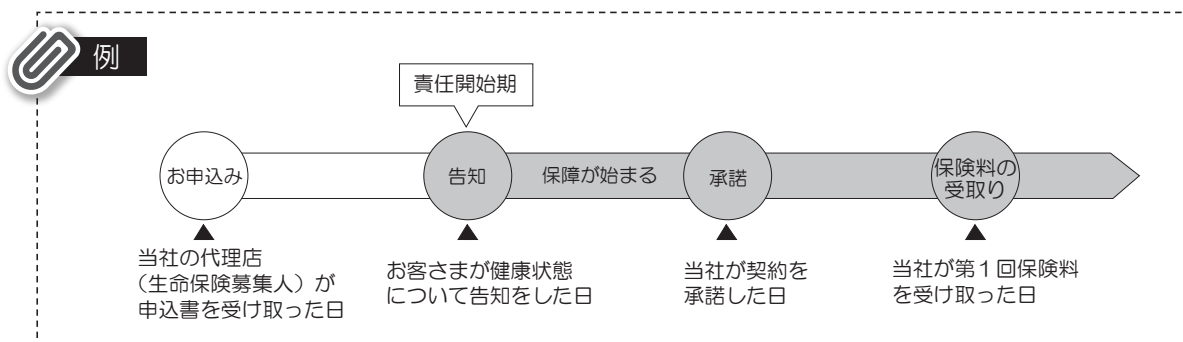 例
責任開始期
お申込み
告知
保障が始まる
承諾
保険料の
受取り
当社の代理店
（生命保険募集人）が
申込書を受け取った日
お客さまが健康状態
について告知をした日
当社が契約を
承諾した日
当社が第１回保険料
を受け取った日